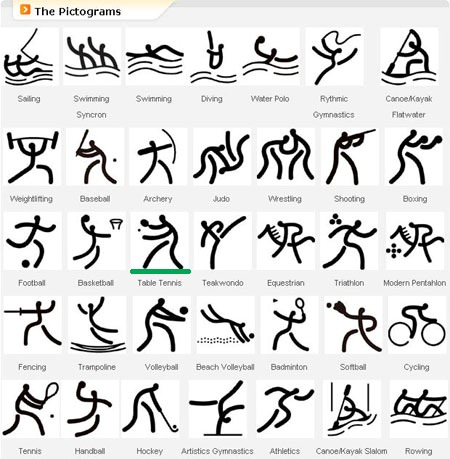 The Pictograms
Sailing Swimming Swimming Diving Water Polo Rythmic Canoe/Kayak
Syncron Gymnastics Flatwater
Weightlifting Baseball Archery Judo Wrestling Shooting Boxing
Football Basketball Table Tennis Teakwondo Equestrian Triathlon Modern Pentahlon
Fencing Trampoline Volleyball Beach Volleyball Badminton Softball Cycling
Tennis Handball Hockey Artistics Gymnastics Athletics Canoe/Kayak Slalom Rowing